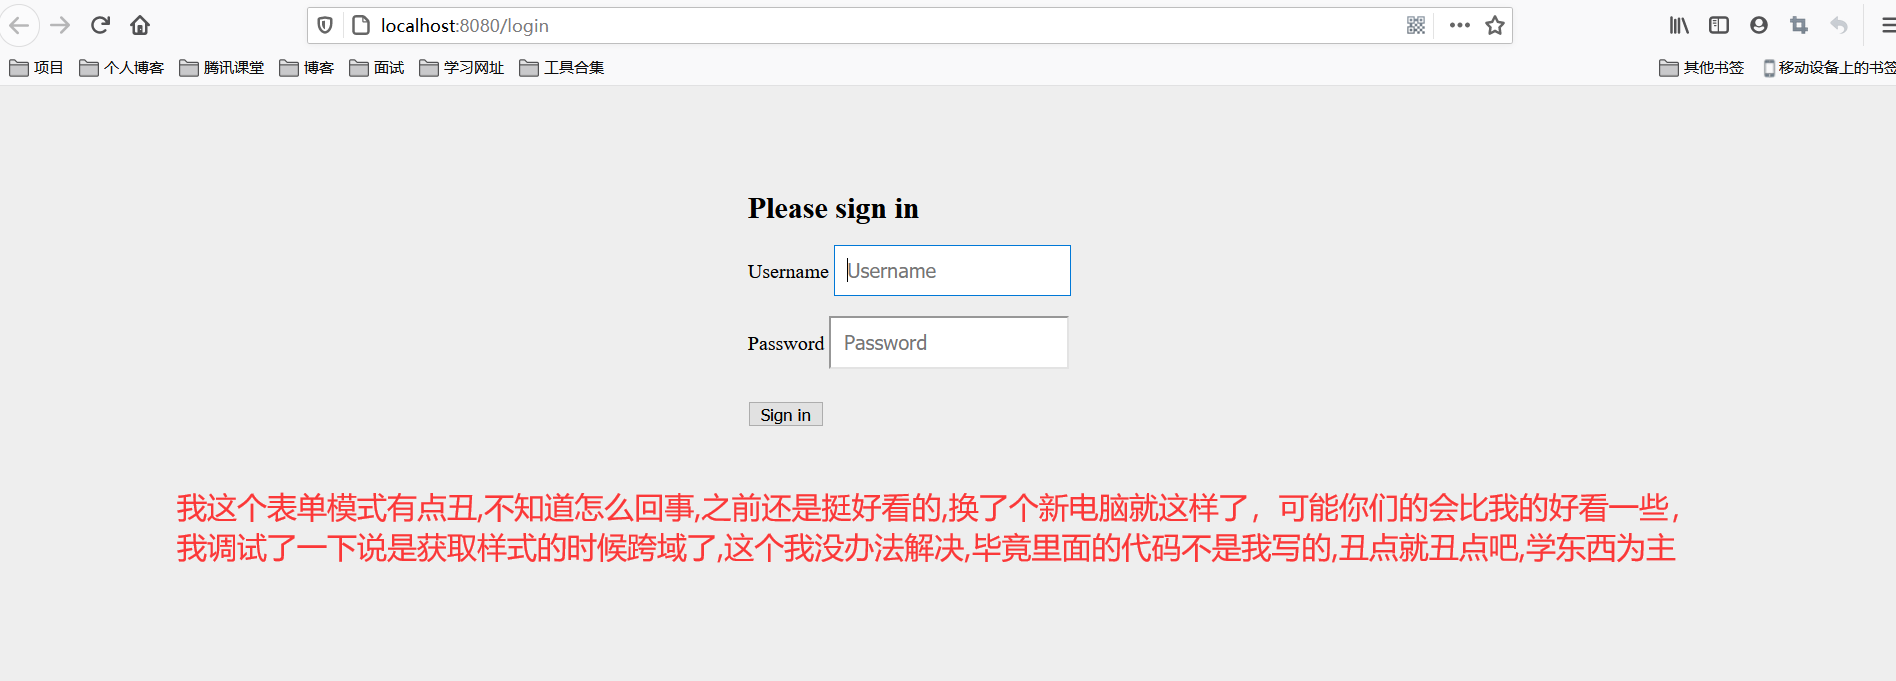 localhost:8080/login
项目 个人博客 腾讯课堂 博客 面试 学习网址 工具合集 其他书签 移动设备上的书签
Please sign in
Username Username
Password Password
Sign in
我这个表单模式有点丑,不知道怎么回事,之前还是挺好看的,换了个新电脑就这样了，可能你们的会比我的好看一些，
我调试了一下说是获取样式的时候跨域了,这个我没办法解决,毕竟里面的代码不是我写的,丑点就丑点吧,学东西为主